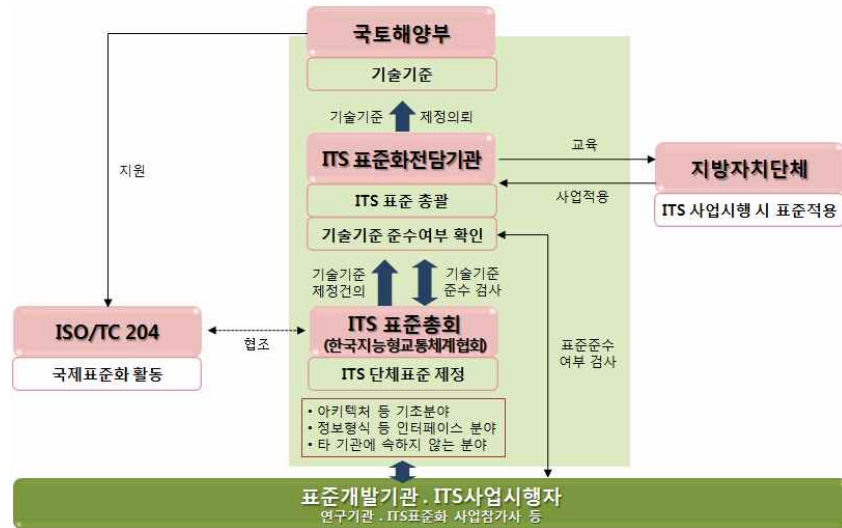 국토해양부
기술기준
기술기준 제정의뢰
지원
ITS 표준화전담기관
ITS 표준 총괄
기술기준 준수여부 확인
교육
사업적용
지방자치단체
ITS 사업시행 시 표준적용
기술기준
제정건의
기술기준
준수 검사
ISO/TC 204
국제표준화 활동
협조
ITS 표준총회
(한국지능형교통체계협회)
ITS 단체표준 제정
표준준수
여부 검사
• 아키텍처 등 기초분야
• 정보형식 등 인터페이스 분야
• 타 기관에 속하지 않는 분야
표준개발기관 . ITS사업시행자
연구기관 . ITS표준화 사업참가사 등